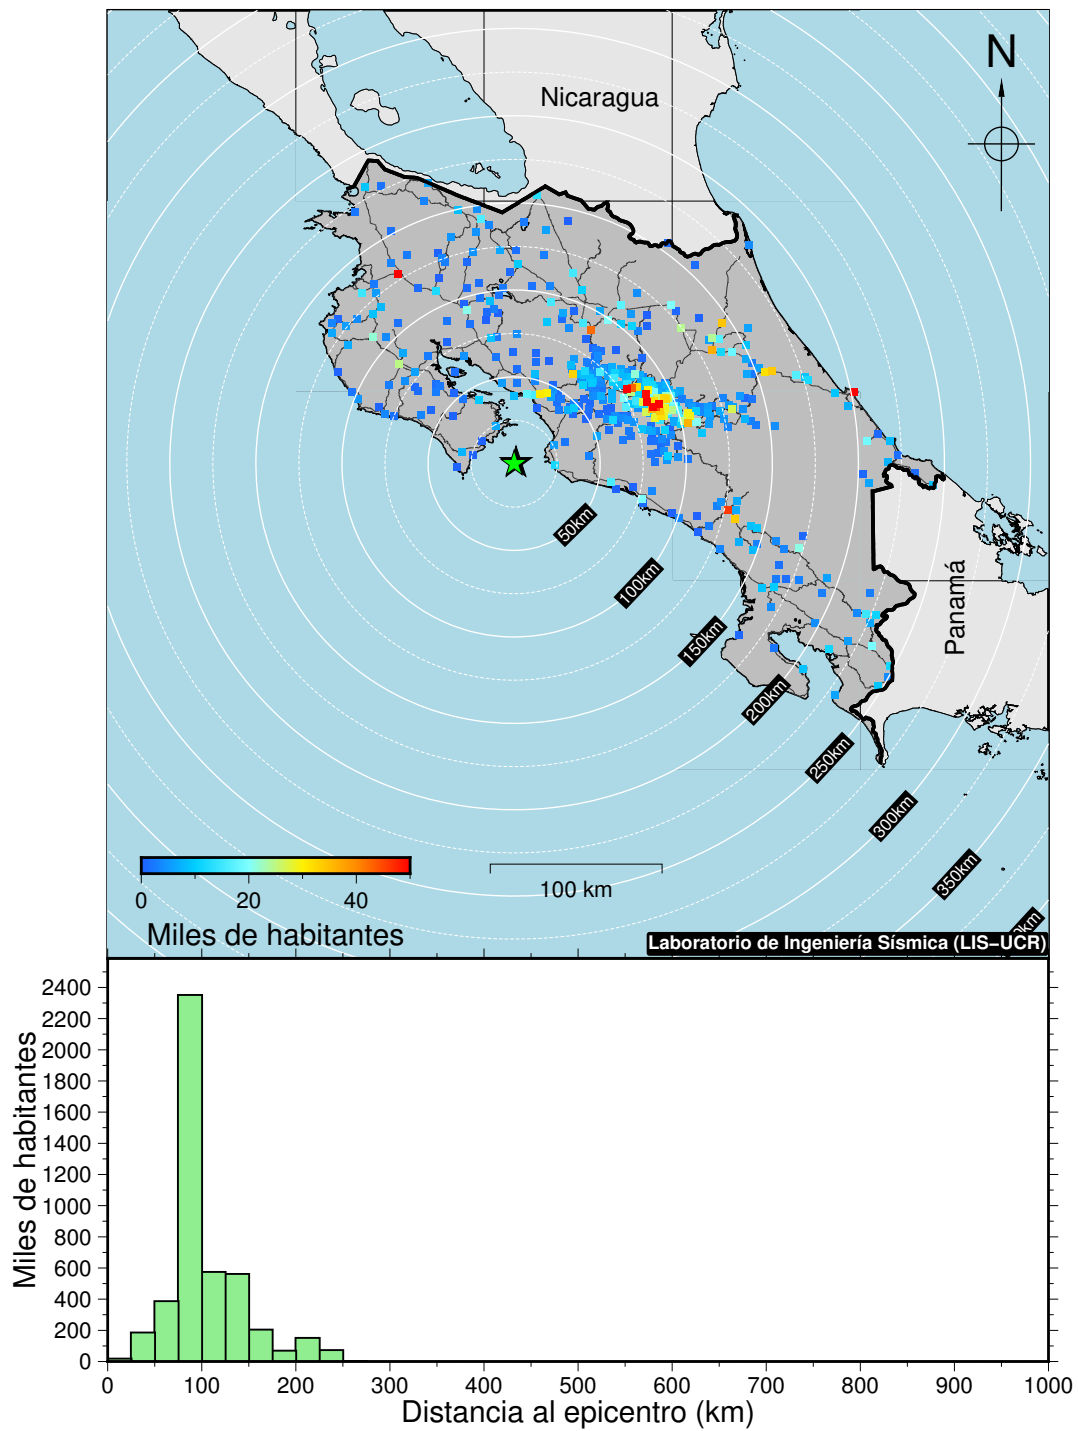 N
Nicaragua
50km
100km
Panamá
150km
200km
250km
300km
350km
0 20 40
100 km
Miles de habitantes
Laboratorio de Ingeniería Sísmica (LIS−UCR)
2400
2200
2000
1800
1600
1400
1200
1000
800
600
400
200
0
Miles de habitantes
0 100 200 300 400 500 600 700 800 900 1000
Distancia al epicentro (km)